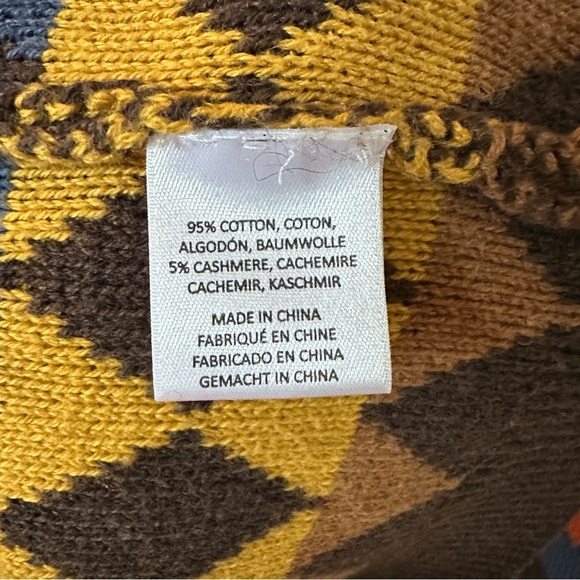 95% COTTON, COTON,
ALGODÓN, BAUMWOLLE
5% CASHMERE, CACHEMIRE
CACHEMIR, KASCHMIR
MADE IN CHINA
FABRIQUÉ EN CHINE
FABRICADO EN CHINA
GEMACHT IN CHINA